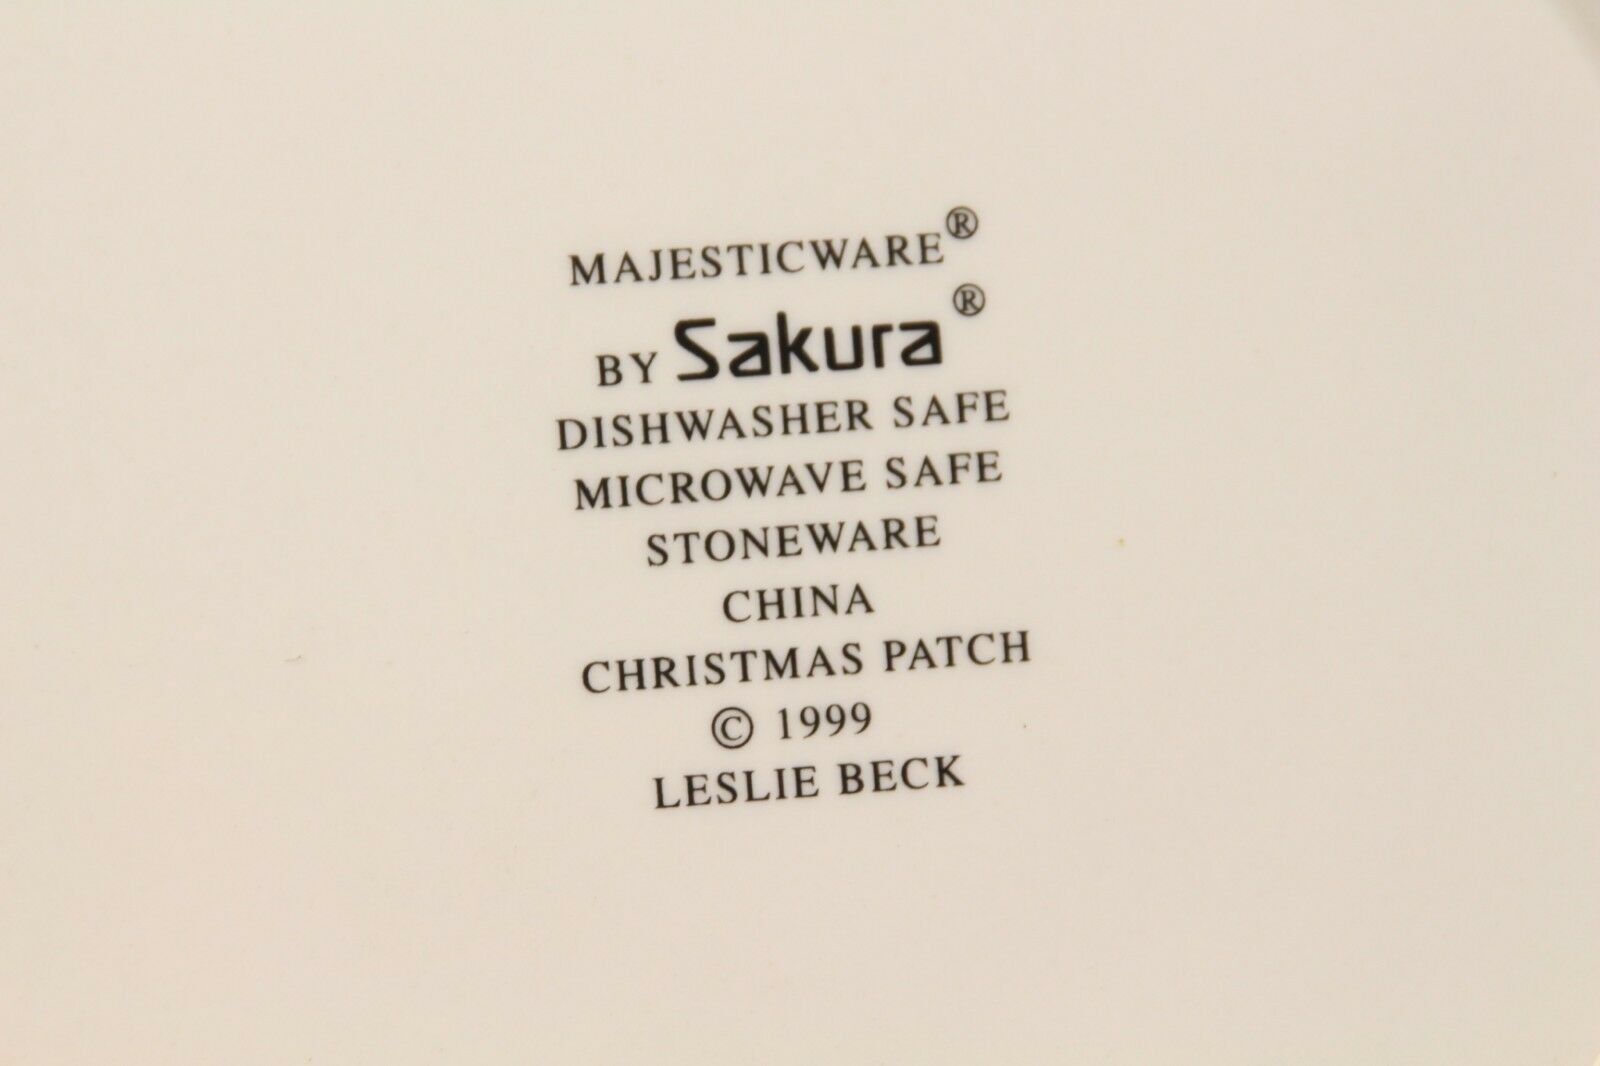 MAJESTICWARE®
BY Sakura®
DISHWASHER SAFE
MICROWAVE SAFE
STONEWARE
CHINA
CHRISTMAS PATCH
© 1999
LESLIE BECK